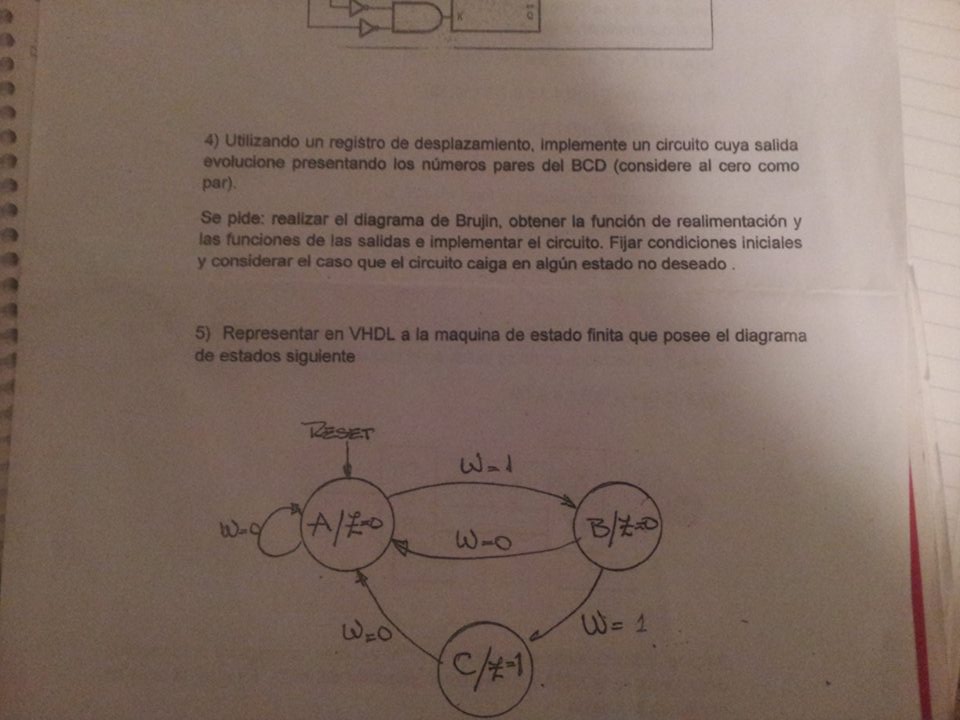 K
Q
4) Utilizando un registro de desplazamiento, implemente un circuito cuya salida
evolucione presentando los números pares del BCD (considere al cero como
par).
Se pide: realizar el diagrama de Brujin, obtener la función de realimentación y
las funciones de las salidas e implementar el circuito. Fijar condiciones iniciales
y considerar el caso que el circuito caiga en algún estado no deseado .
5) Representar en VHDL a la maquina de estado finita que posee el diagrama
de estados siguiente
RESET
W=1
W=0
A/Z=0
B/Z=0
W=0
W=0
W= 1
C/Z=1